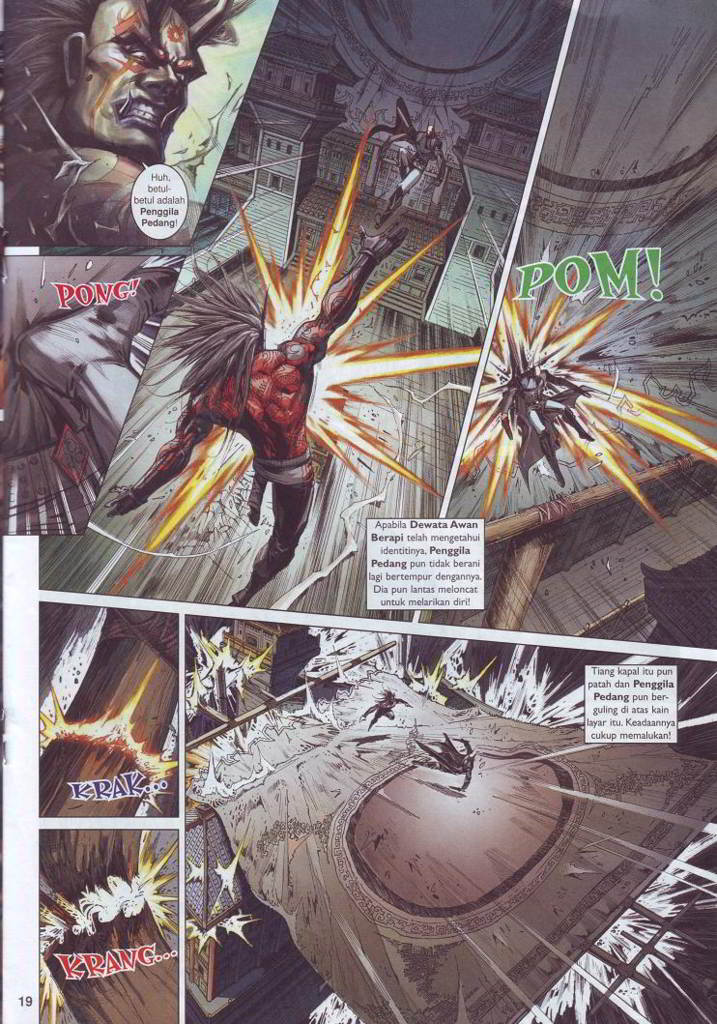 Huh,
betul-
betul adalah
Penggila
Pedang!
PONG!
POM!
Apabila Dewata Awan
Berapi telah mengetahui
identitinya, Penggila
Pedang pun tidak berani
lagi bertempur dengannya.
Dia pun lantas meloncat
untuk melarikan diri!
KRAK...
Tiang kapal itu pun
patah dan Penggila
Pedang pun ber-
guling di atas kain
layar itu. Keadaannya
cukup memalukan!
KRANG...
19